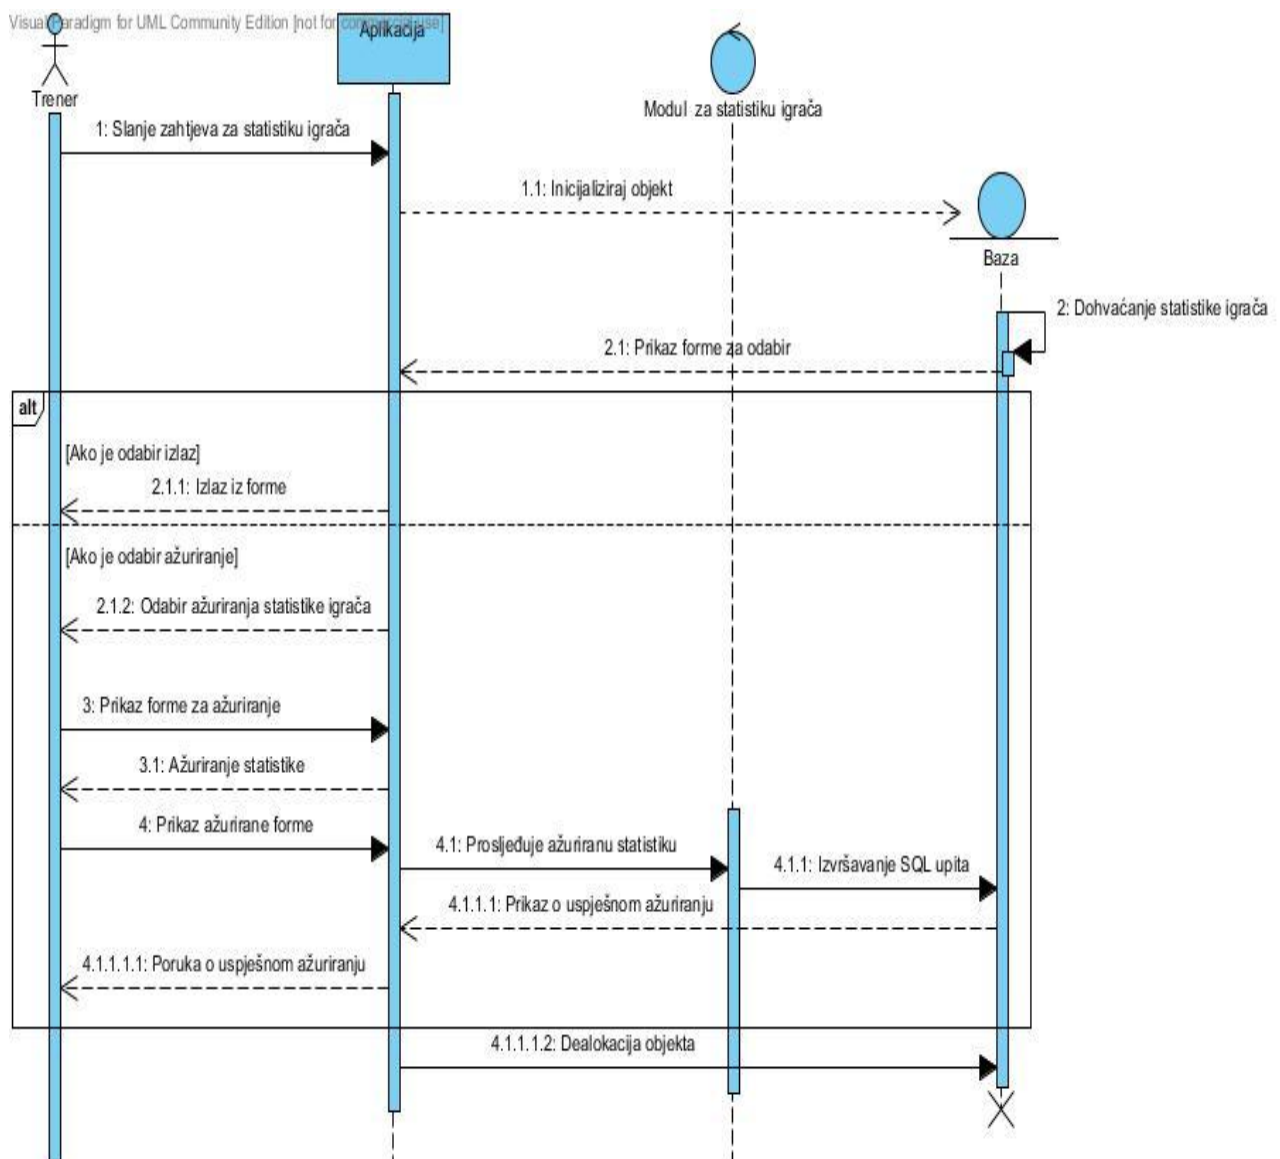 Visual Paradigm for UML Community Edition [not for commercial use]
Aplikacija
Trener
Modul za statistiku igrača
1: Slanje zahtjeva za statistiku igrača
1.1: Inicijaliziraj objekt
Baza
2: Dohvaćanje statistike igrača
2.1: Prikaz forme za odabir
alt
[Ako je odabir izlaz]
2.1.1: Izlaz iz forme
[Ako je odabir ažuriranje]
2.1.2: Odabir ažuriranja statistike igrača
3: Prikaz forme za ažuriranje
3.1: Ažuriranje statistike
4: Prikaz ažurirane forme
4.1: Prosljeđuje ažuriranu statistiku
4.1.1: Izvršavanje SQL upita
4.1.1.1: Prikaz o uspješnom ažuriranju
4.1.1.1.1: Poruka o uspješnom ažuriranju
4.1.1.1.2: Dealokacija objekta